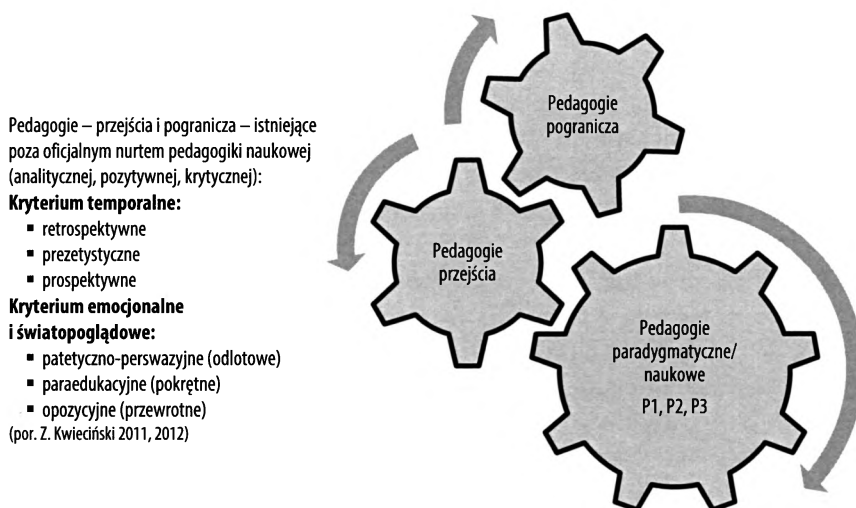 Pedagogie – przejścia i pogranicza – istniejące
poza oficjalnym nurtem pedagogiki naukowej
(analitycznej, pozytywnej, krytycznej):
Kryterium temporalne:
▪ retrospektywne
▪ prezetystyczne
▪ prospektywne
Kryterium emocjonalne
i światopoglądowe:
▪ patetyczno-perswazyjne (odlotowe)
▪ paraedukacyjne (pokrętne)
▪ opozycyjne (przewrotne)
(por. Z. Kwieciński 2011, 2012)
Pedagogie
pogranicza
Pedagogie
przejścia
Pedagogie
paradygmatyczne/
naukowe
P1, P2, P3